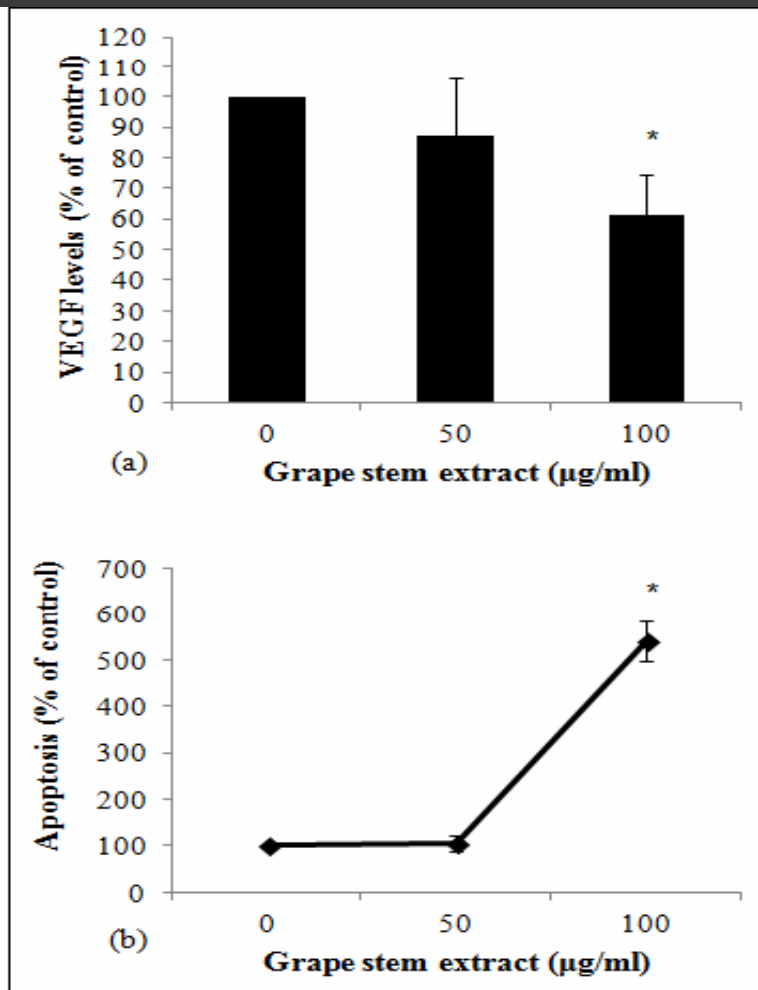 VEGF levels (% of control)
120
110
100
90
80
70
60
50
40
30
20
10
0
*
0 50 100
(a)
Grape stem extract (µg/ml)
Apoptosis (% of control)
700
600
500
400
300
200
100
0
*
0 50 100
(b)
Grape stem extract (µg/ml)